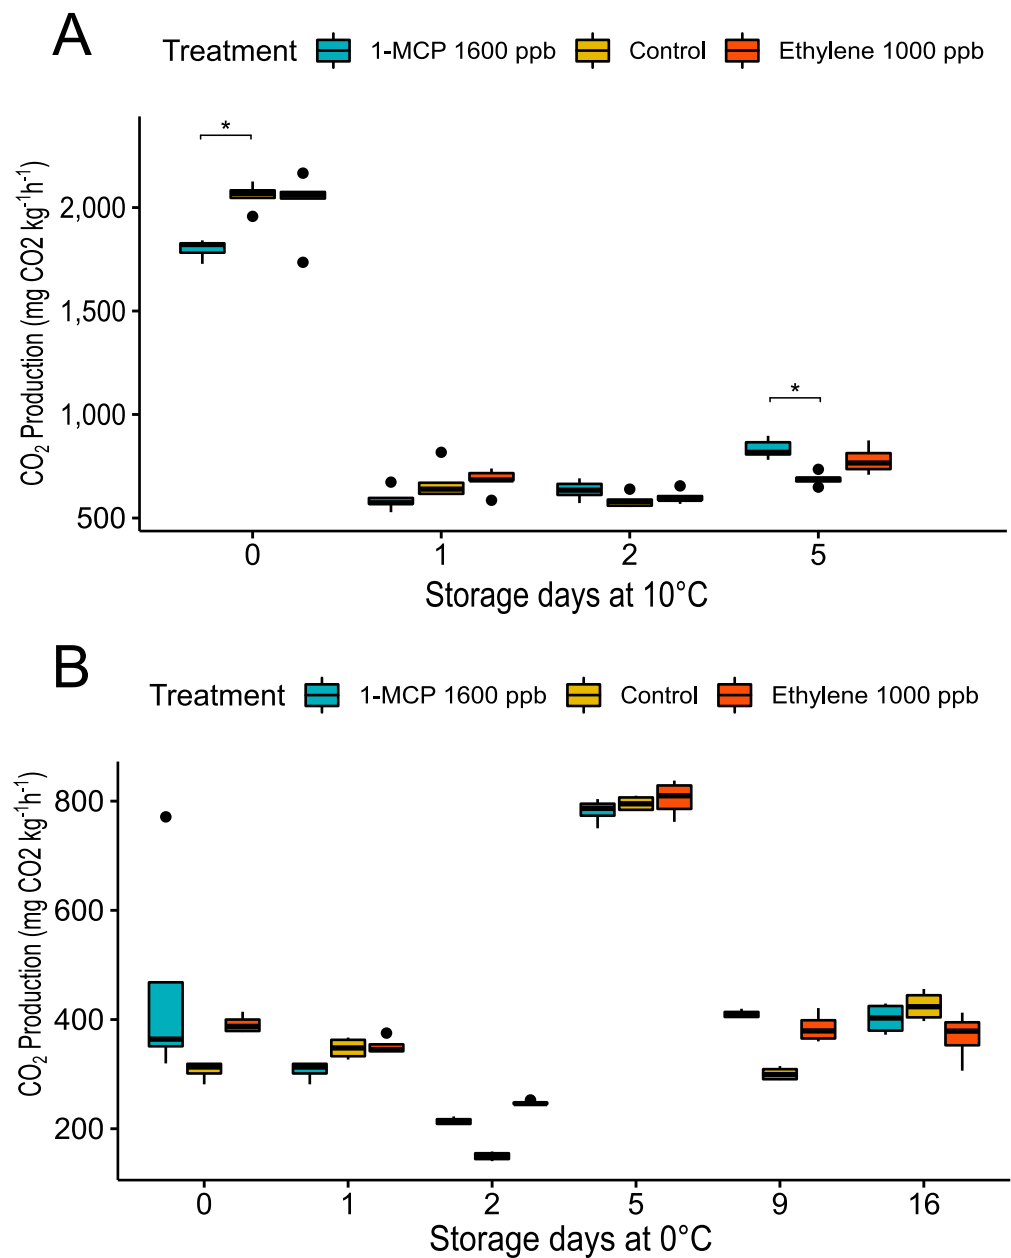 A
Treatment 1-MCP 1600 ppb Control Ethylene 1000 ppb
CO₂ Production (mg CO2 kg⁻¹h⁻¹)
2,000
1,500
1,000
500
*
*
0 1 2 5
Storage days at 10°C
B
Treatment 1-MCP 1600 ppb Control Ethylene 1000 ppb
CO₂ Production (mg CO2 kg⁻¹h⁻¹)
800
600
400
200
0 1 2 5 9 16
Storage days at 0°C